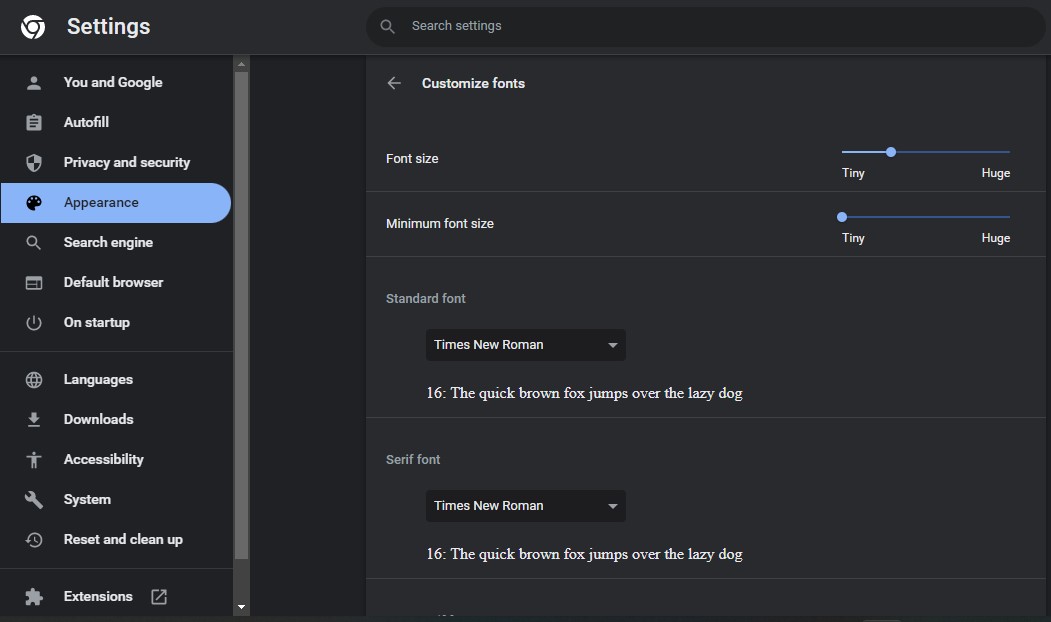 Settings
Search settings
You and Google
Autofill
Privacy and security
Appearance
Search engine
Default browser
On startup
Languages
Downloads
Accessibility
System
Reset and clean up
Extensions
Customize fonts
Font size
Tiny Huge
Minimum font size
Tiny Huge
Standard font
Times New Roman
16: The quick brown fox jumps over the lazy dog
Serif font
Times New Roman
16: The quick brown fox jumps over the lazy dog